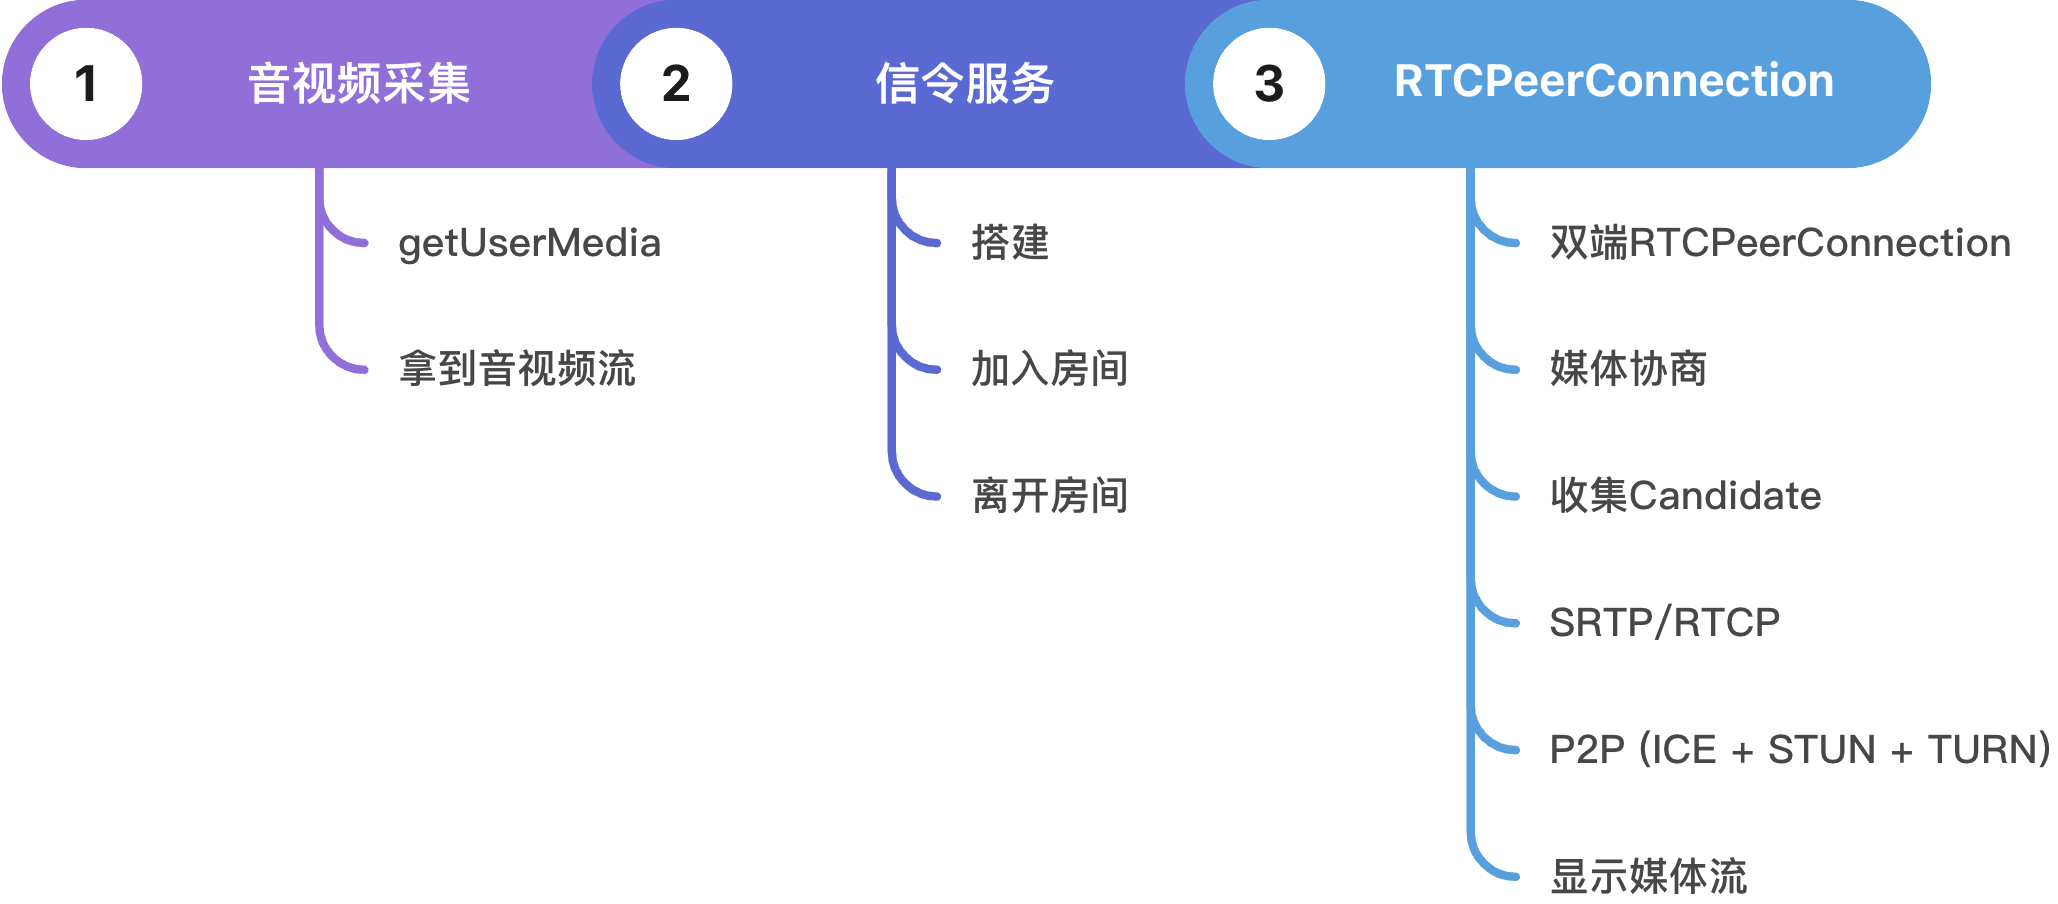 1
音视频采集
getUserMedia
拿到音视频流
2
信令服务
搭建
加入房间
离开房间
3
RTCPeerConnection
双端RTCPeerConnection
媒体协商
收集Candidate
SRTP/RTCP
P2P (ICE + STUN + TURN)
显示媒体流